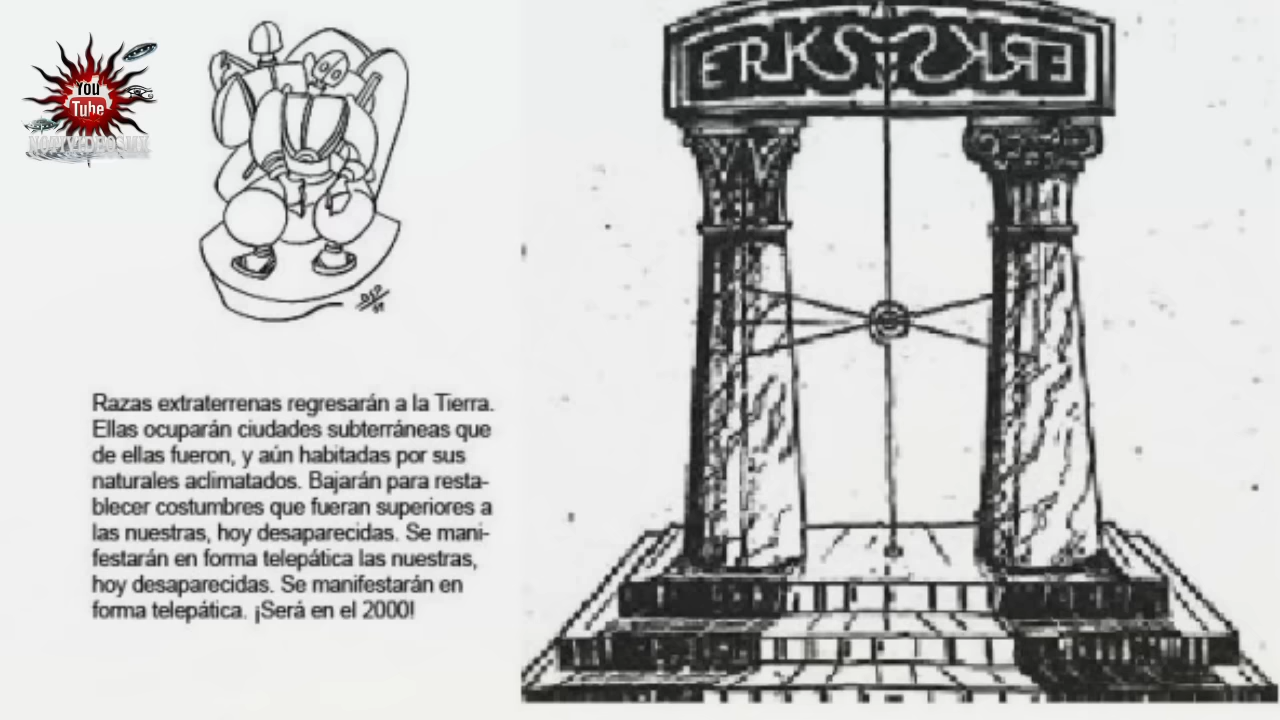 You
Tube
ERKS ERKS
Razas extraterrenas regresarán a la Tierra.
Ellas ocuparán ciudades subterráneas que
de ellas fueron, y aún habitadas por sus
naturales aclimatados. Bajarán para resta-
blecer costumbres que fueran superiores a
las nuestras, hoy desaparecidas. Se mani-
festarán en forma telepática las nuestras,
hoy desaparecidas. Se manifestarán en
forma telepática. ¡Será en el 2000!